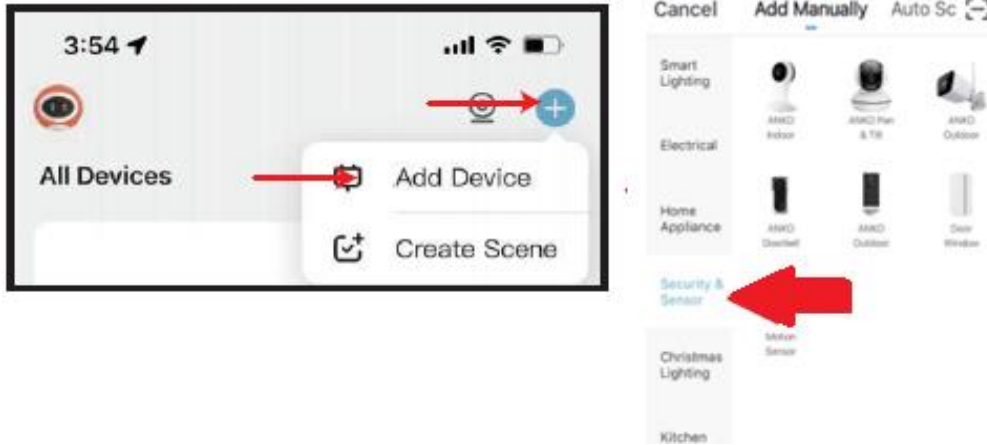 3:54
All Devices
Add Device
Create Scene
Cancel Add Manually Auto Sc
Smart
Lighting
Electrical
Home
Appliance
Security &
Sensor
Christmas
Lighting
Kitchen
ANKO
Indoor
ANKO Pan
& Tilt
ANKO
Outdoor
ANKO
Doorbell
ANKO
Outdoor
Door
Window
Motion
Sensor